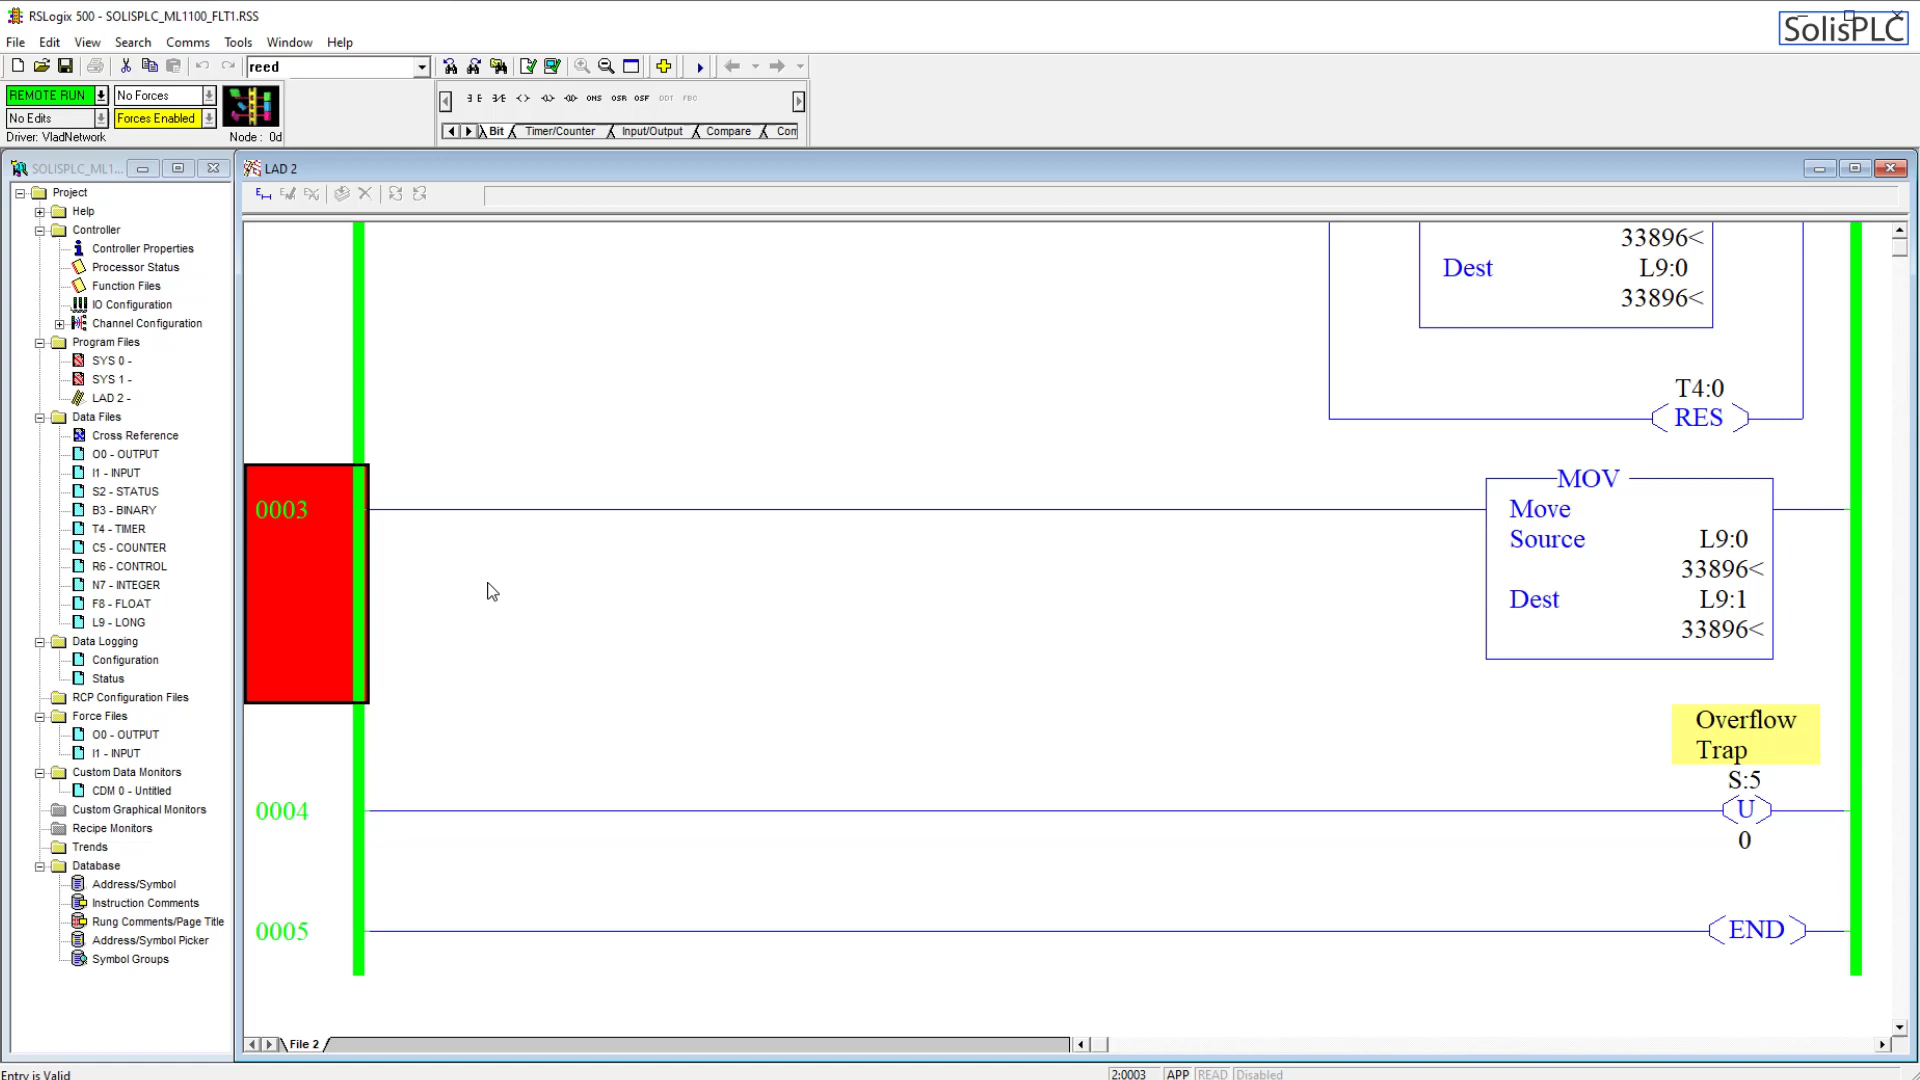 RSLogix 500 - SOLISPLC_ML1100_FLT1.RSS
SolisPLC
File Edit View Search Comms Tools Window Help
reed
REMOTE RUN No Forces
No Edits Forces Enabled
Driver: VladNetwork Node : 0d
ONS OSR OSF
Bit Timer/Counter Input/Output Compare Com
SOLISPLC_ML1...
LAD 2
Project
Help
Controller
Controller Properties
Processor Status
Function Files
IO Configuration
Channel Configuration
Program Files
SYS 0 -
SYS 1 -
LAD 2 -
Data Files
Cross Reference
O0 - OUTPUT
I1 - INPUT
S2 - STATUS
B3 - BINARY
T4 - TIMER
C5 - COUNTER
R6 - CONTROL
N7 - INTEGER
F8 - FLOAT
L9 - LONG
Data Logging
Configuration
Status
RCP Configuration Files
Force Files
O0 - OUTPUT
I1 - INPUT
Custom Data Monitors
CDM 0 - Untitled
Custom Graphical Monitors
Recipe Monitors
Trends
Database
Address/Symbol
Instruction Comments
Rung Comments/Page Title
Address/Symbol Picker
Symbol Groups
33896<
Dest L9:0
33896<
T4:0
RES
0003
MOV
Move
Source L9:0
33896<
Dest L9:1
33896<
Overflow
Trap
S:5
0004
U
0
0005
END
File 2
Entry is Valid
2:0003 APP READ Disabled